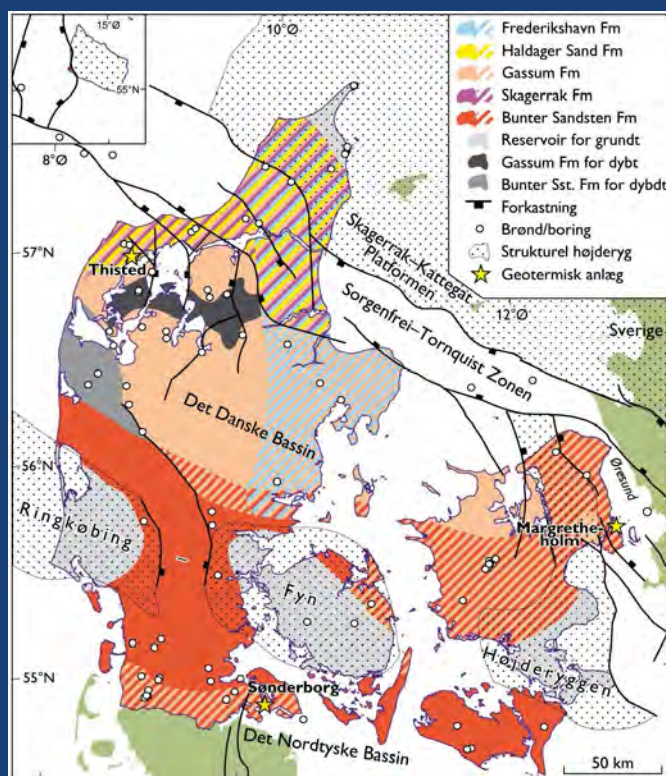 15°Ø
55°N
10°Ø
8°Ø
Frederikshavn Fm
Haldager Sand Fm
Gassum Fm
Skagerrak Fm
Bunter Sandsten Fm
Reservoir for grundt
Gassum Fm for dybt
Bunter Sst. Fm for dybdt
Forkastning
Brønd/boring
Strukturel højderyg
Geotermisk anlæg
57°N
Thisted
Skagerrak–Kattegat
Platformen
12°Ø
Sorgenfrei–Tornquist Zonen
Sverige
Det Danske Bassin
56°N
Øresund
Ringkøbing
Margrethe-
holm
Fyn
Højderyggen
55°N
Sønderborg
Det Nordtyske Bassin
50 km